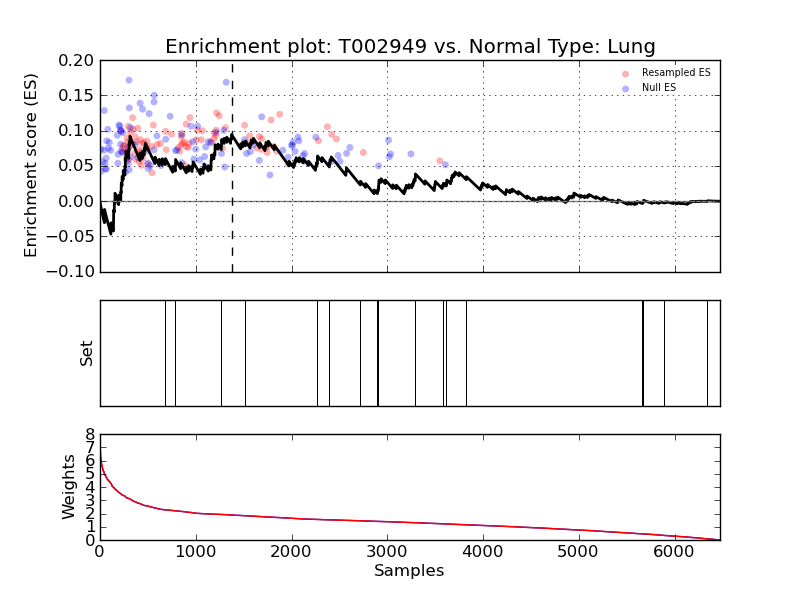 Enrichment plot: T002949 vs. Normal Type: Lung
Enrichment score (ES)
0.20
0.15
0.10
0.05
0.00
−0.05
−0.10
Resampled ES
Null ES
Set
Weights
8
7
6
5
4
3
2
1
0
0 1000 2000 3000 4000 5000 6000
Samples